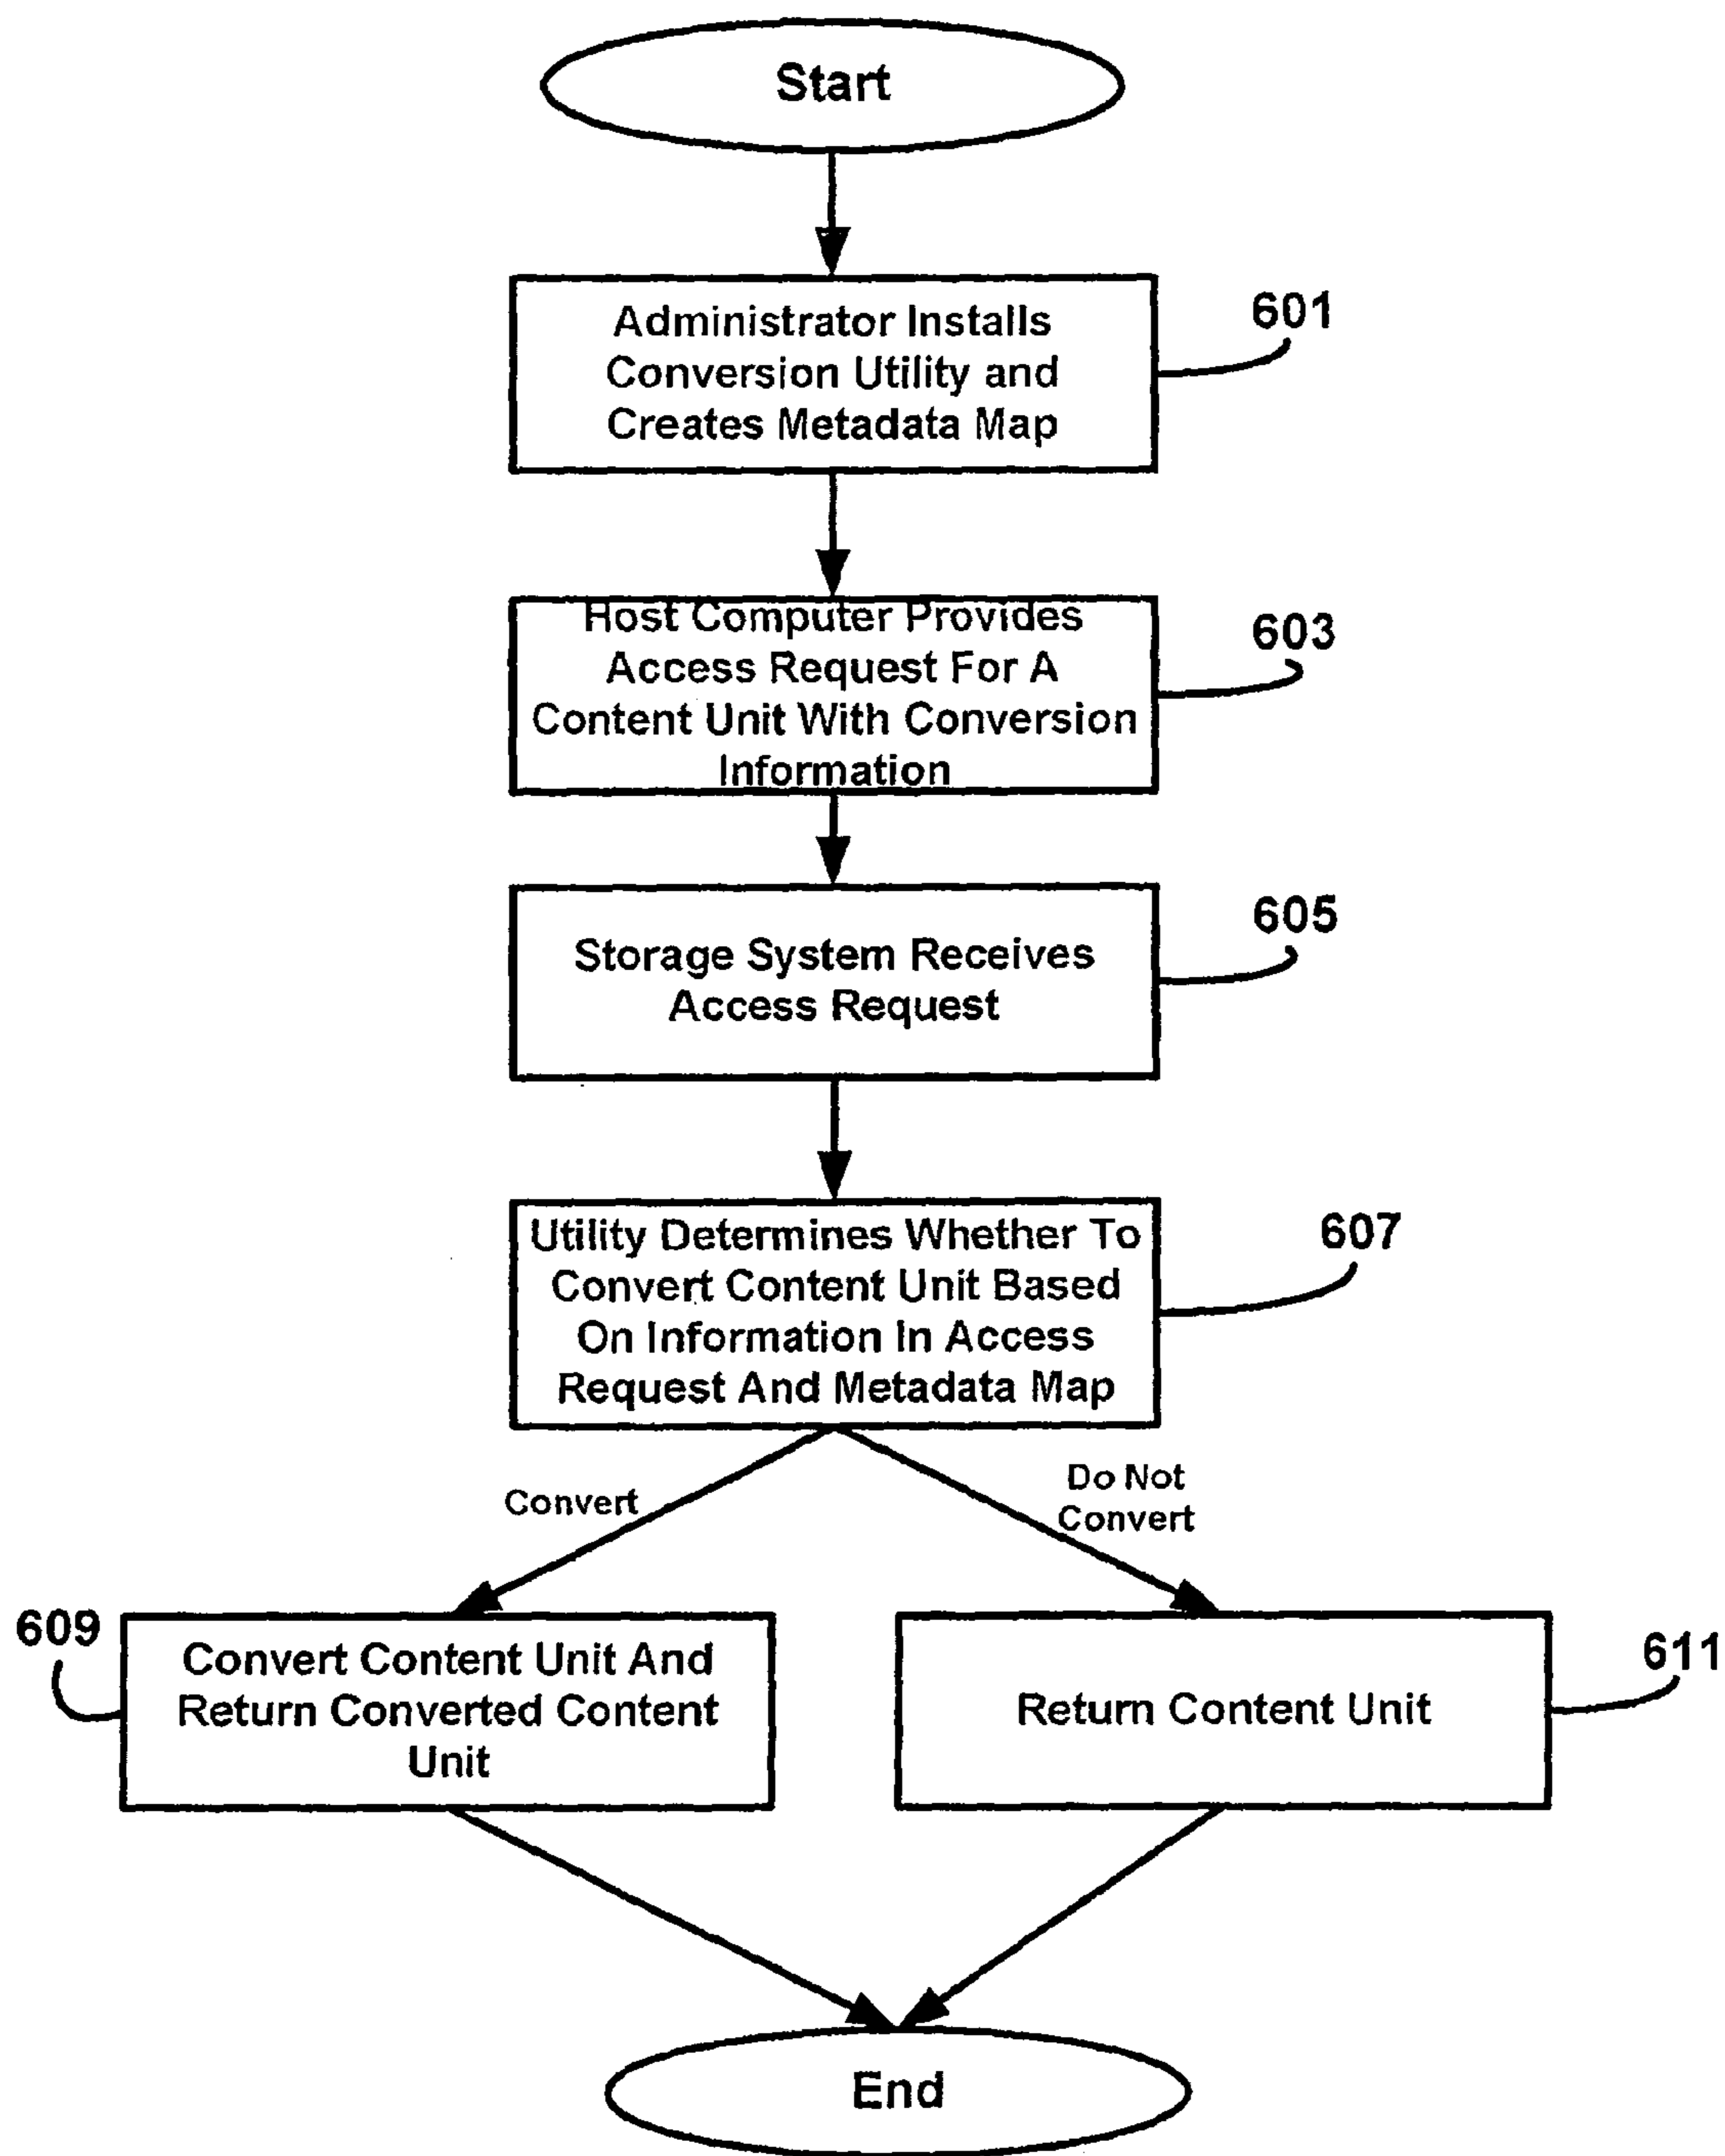 Start
Administrator Installs
Conversion Utility and
Creates Metadata Map
601
Host Computer Provides
Access Request For A
Content Unit With Conversion
Information
603
Storage System Receives
Access Request
605
Utility Determines Whether To
Convert Content Unit Based
On Information In Access
Request And Metadata Map
607
Convert
Do Not
Convert
609
Convert Content Unit And
Return Converted Content
Unit
Return Content Unit
611
End